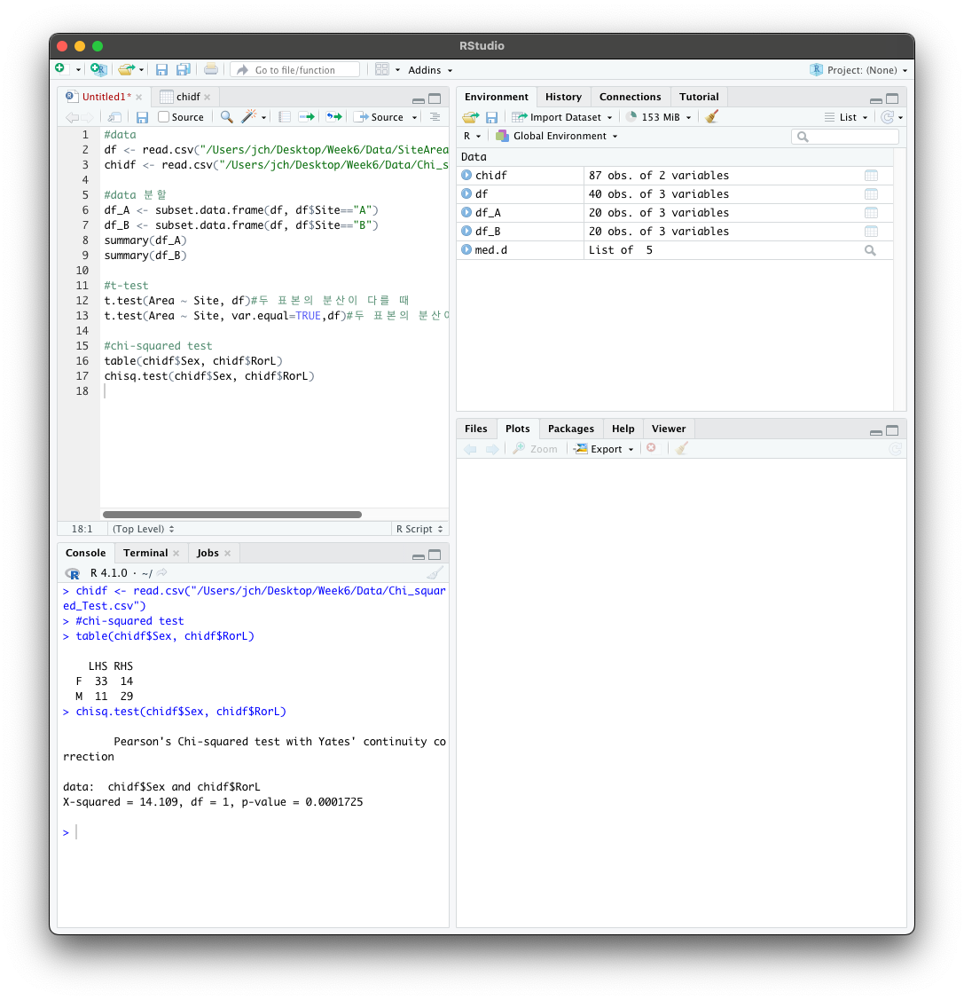 RStudio
Go to file/function
Addins
Project: (None)
Untitled1*
chidf
Source
Source
1 #data
2 df <- read.csv("/Users/jch/Desktop/Week6/Data/SiteArea
3 chidf <- read.csv("/Users/jch/Desktop/Week6/Data/Chi_s
4
5 #data 분할
6 df_A <- subset.data.frame(df, df$Site=="A")
7 df_B <- subset.data.frame(df, df$Site=="B")
8 summary(df_A)
9 summary(df_B)
10
11 #t-test
12 t.test(Area ~ Site, df)#두 표본의 분산이 다를 때
13 t.test(Area ~ Site, var.equal=TRUE,df)#두 표본의 분산이
14
15 #chi-squared test
16 table(chidf$Sex, chidf$RorL)
17 chisq.test(chidf$Sex, chidf$RorL)
18
18:1 (Top Level) R Script
Console Terminal Jobs
R 4.1.0 · ~/
> chidf <- read.csv("/Users/jch/Desktop/Week6/Data/Chi_squar
ed_Test.csv")
> #chi-squared test
> table(chidf$Sex, chidf$RorL)
LHS RHS
F 33 14
M 11 29
> chisq.test(chidf$Sex, chidf$RorL)
Pearson's Chi-squared test with Yates' continuity co
rrection
data: chidf$Sex and chidf$RorL
X-squared = 14.109, df = 1, p-value = 0.0001725
>
Environment History Connections Tutorial
Import Dataset 153 MiB List
R Global Environment
Data
chidf 87 obs. of 2 variables
df 40 obs. of 3 variables
df_A 20 obs. of 3 variables
df_B 20 obs. of 3 variables
med.d List of 5
Files Plots Packages Help Viewer
Zoom Export